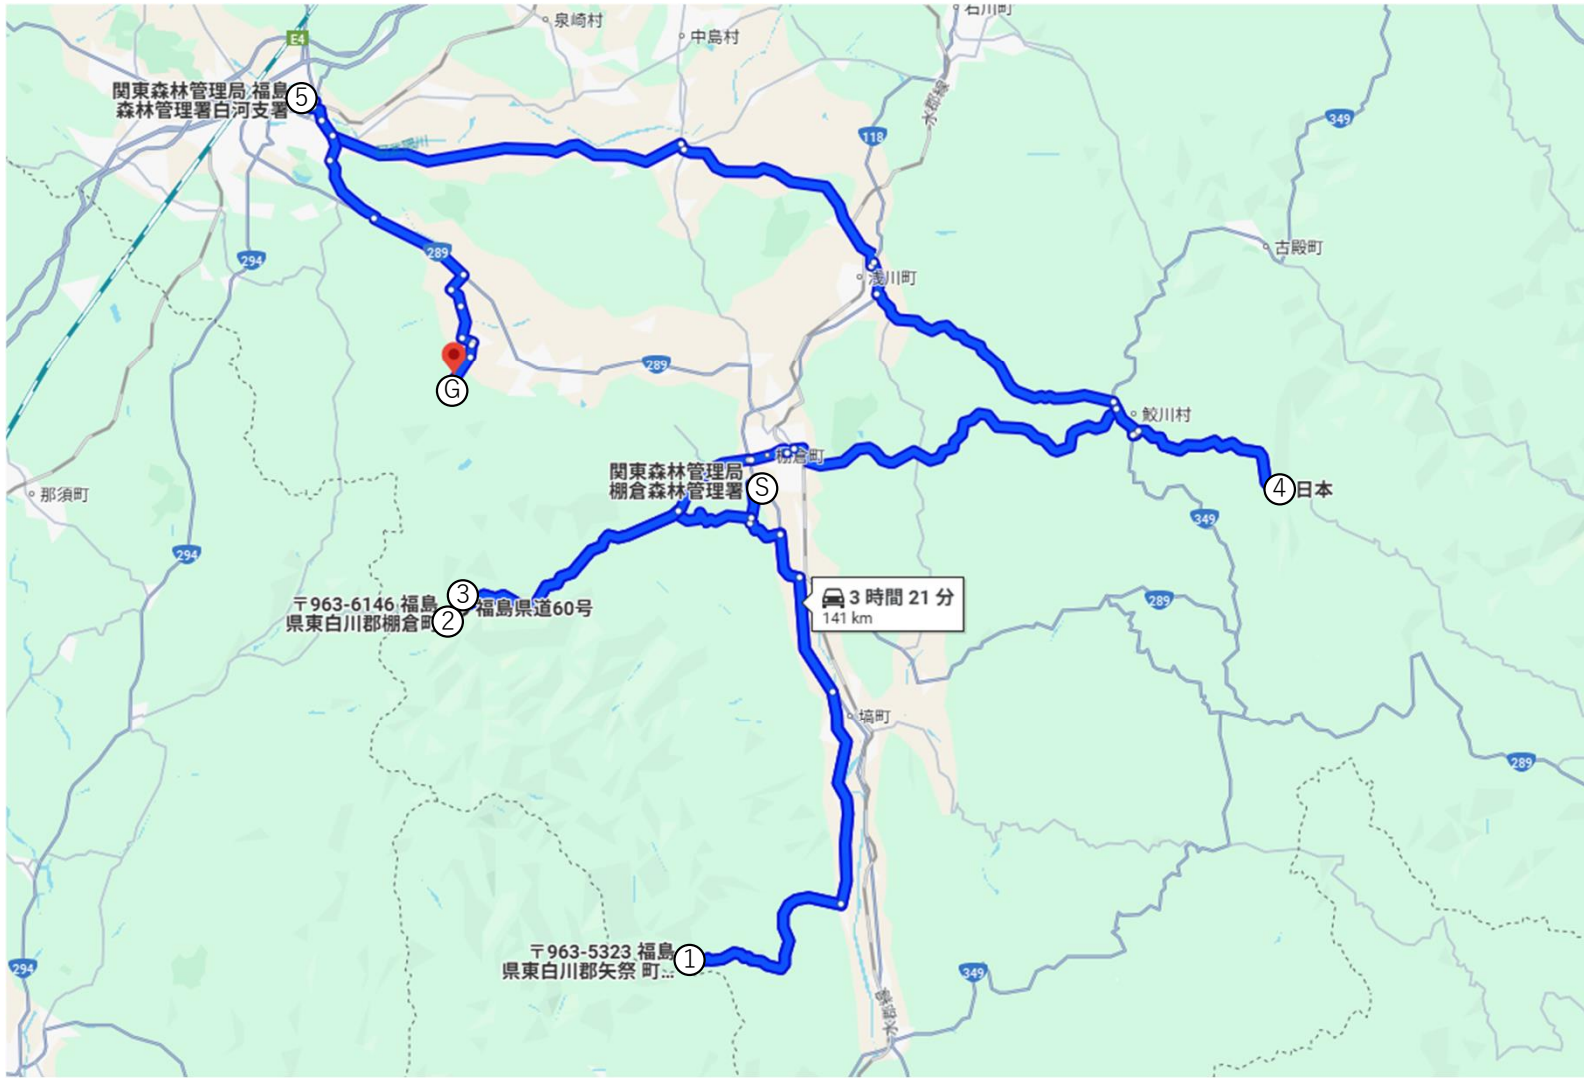 泉崎村
石川町
中島村
E4
関東森林管理局 福島
森林管理署白河支署
5
水郡線
118
349
289
294
古殿町
浅川町
289
G
鮫川村
棚倉町
関東森林管理局
棚倉森林管理署
S
4
日本
那須町
349
294
3
〒963-6146 福島
県東白川郡棚倉町
2
福島県道60号
3 時間 21 分
141 km
289
塙町
289
〒963-5323 福島
県東白川郡矢祭 町...
1
294
349
水郡線